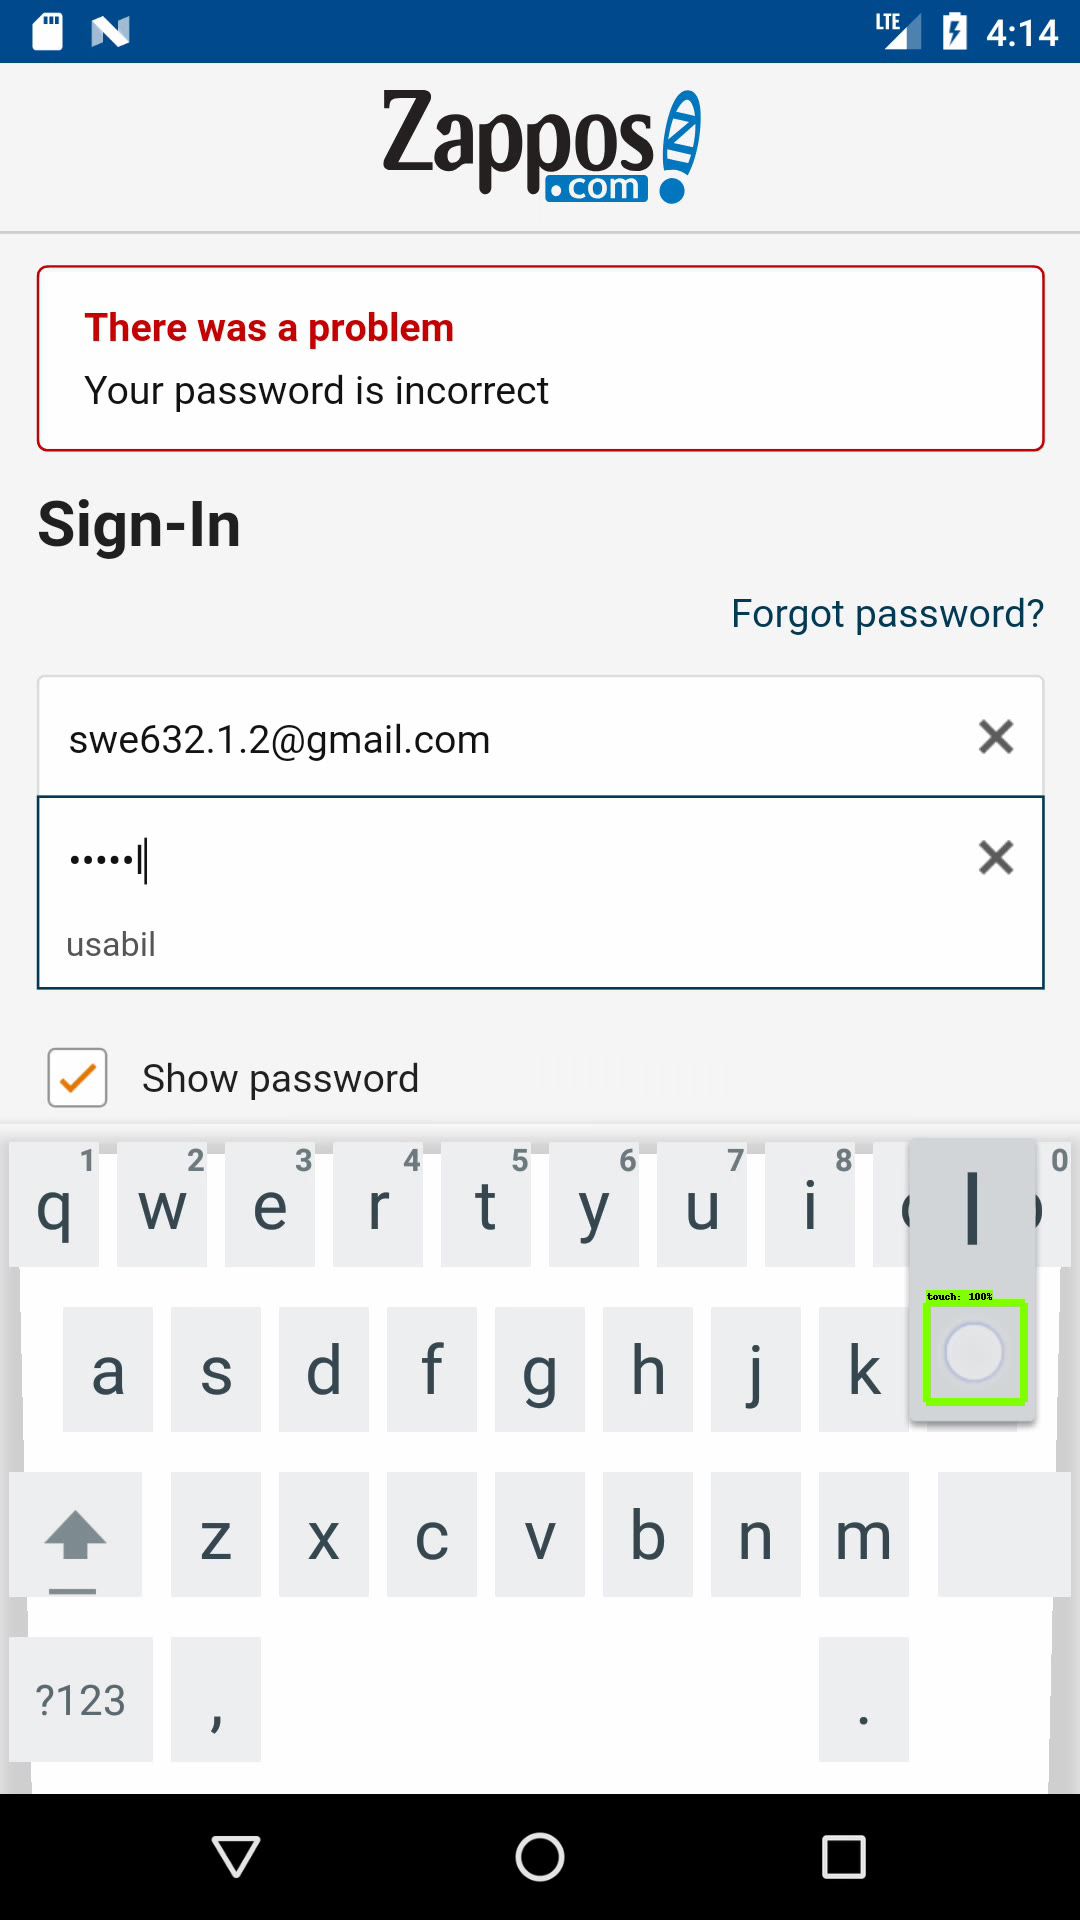 LTE 4:14
Zappos
.com
There was a problem
Your password is incorrect
Sign-In
Forgot password?
swe632.1.2@gmail.com
•••••l
usabil
Show password
1 2 3 4 5 6 7 8 0
q w e r t y u i l
touch: 100%
a s d f g h j k
z x c v b n m
?123 , .